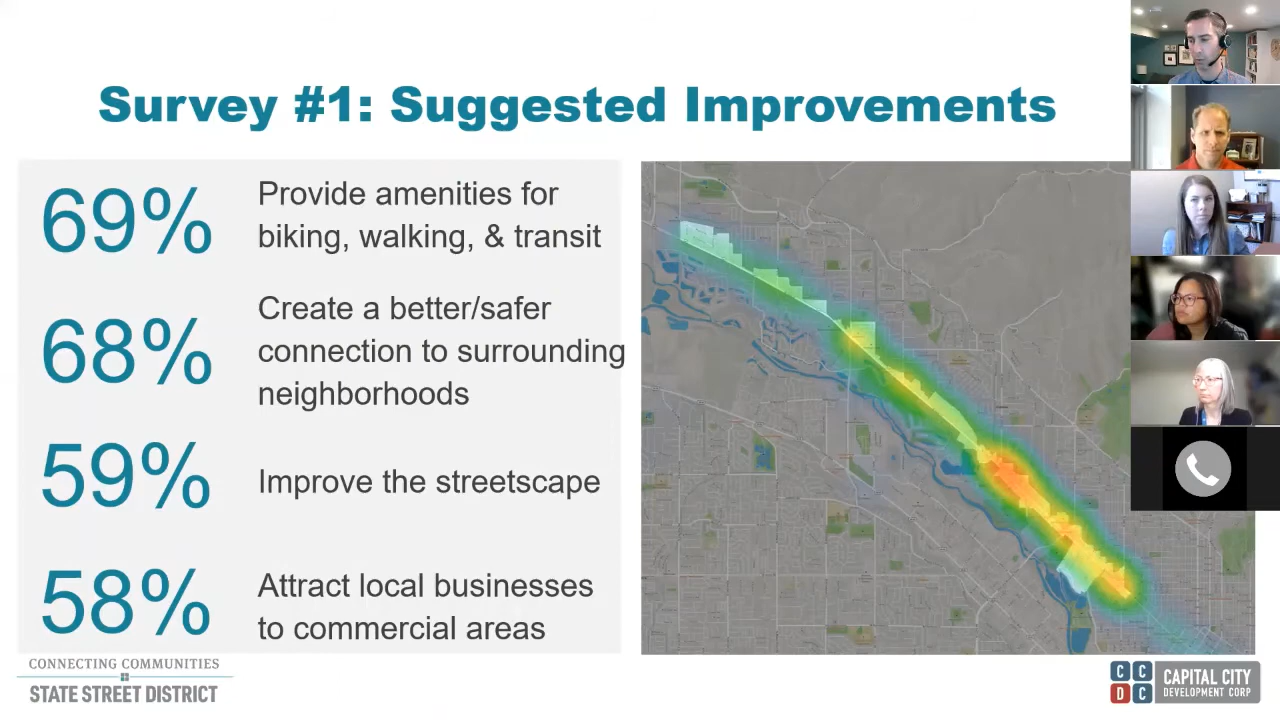 Survey #1: Suggested Improvements
69%
Provide amenities for
biking, walking, & transit
68%
Create a better/safer
connection to surrounding
neighborhoods
59%
Improve the streetscape
58%
Attract local businesses
to commercial areas
CONNECTING COMMUNITIES
STATE STREET DISTRICT
C C
D C
CAPITAL CITY
DEVELOPMENT CORP